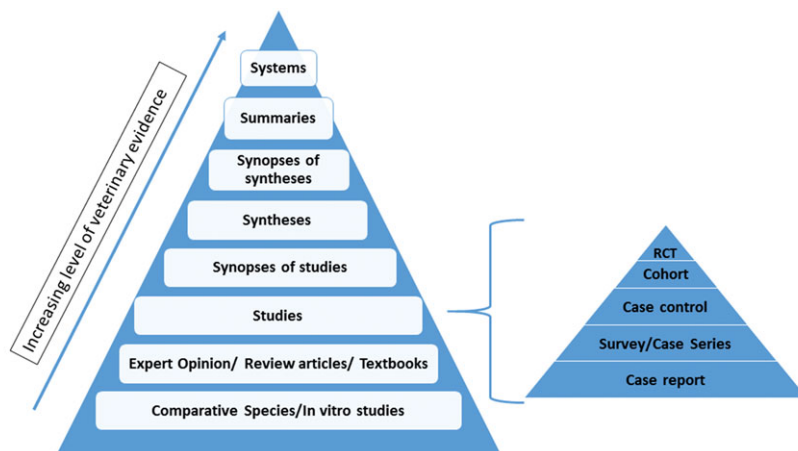 Increasing level of veterinary evidence
Systems
Summaries
Synopses of
syntheses
Syntheses
Synopses of studies
Studies
Expert Opinion/ Review articles/ Textbooks
Comparative Species/In vitro studies
RCT
Cohort
Case control
Survey/Case Series
Case report